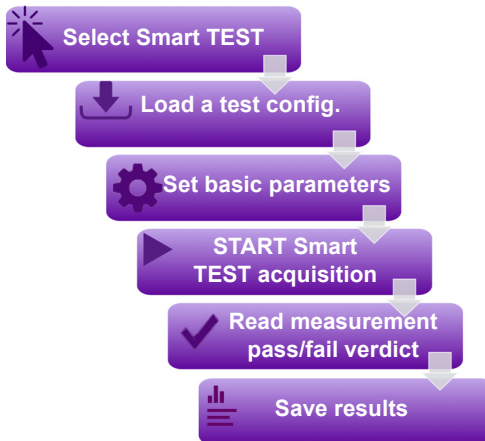 Select Smart TEST
Load a test config.
Set basic parameters
START Smart
TEST acquisition
Read measurement
pass/fail verdict
Save results